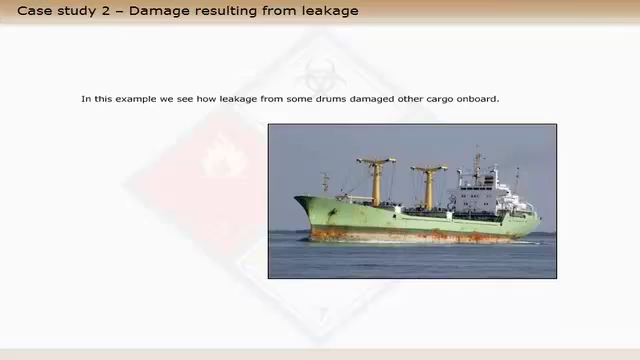 Case study 2 – Damage resulting from leakage
In this example we see how leakage from some drums damaged other cargo onboard.
7